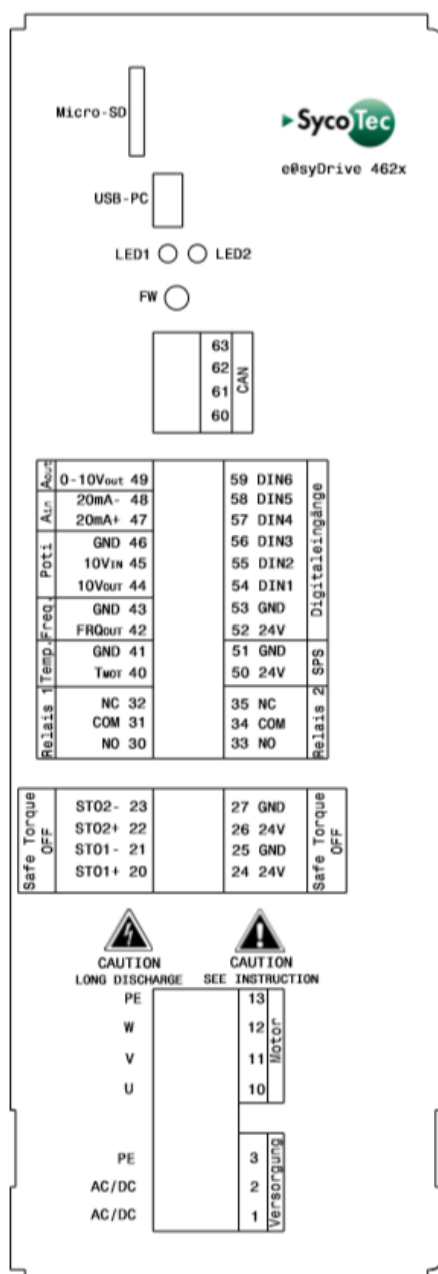 Micro-SD
SycoTec
e@syDrive 462x
USB-PC
LED1 LED2
FW
63
62
61
60
CAN
Aout
0-10Vout 49
Ain
20mA- 48
20mA+ 47
Poti
GND 46
10VIN 45
10VOUT 44
Freq.
GND 43
FRQOUT 42
Temp.
GND 41
TMOT 40
Relais 1
NC 32
COM 31
NO 30
59 DIN6
58 DIN5
57 DIN4
56 DIN3
55 DIN2
54 DIN1
53 GND
52 24V
Digitaleingänge
51 GND
50 24V
SPS
35 NC
34 COM
33 NO
Relais 2
Safe Torque
OFF
STO2- 23
STO2+ 22
STO1- 21
STO1+ 20
27 GND
26 24V
25 GND
24 24V
Safe Torque
OFF
CAUTION
LONG DISCHARGE
CAUTION
SEE INSTRUCTION
PE 13
W 12
V 11
U 10
Motor
PE 3
AC/DC 2
AC/DC 1
Versorgung